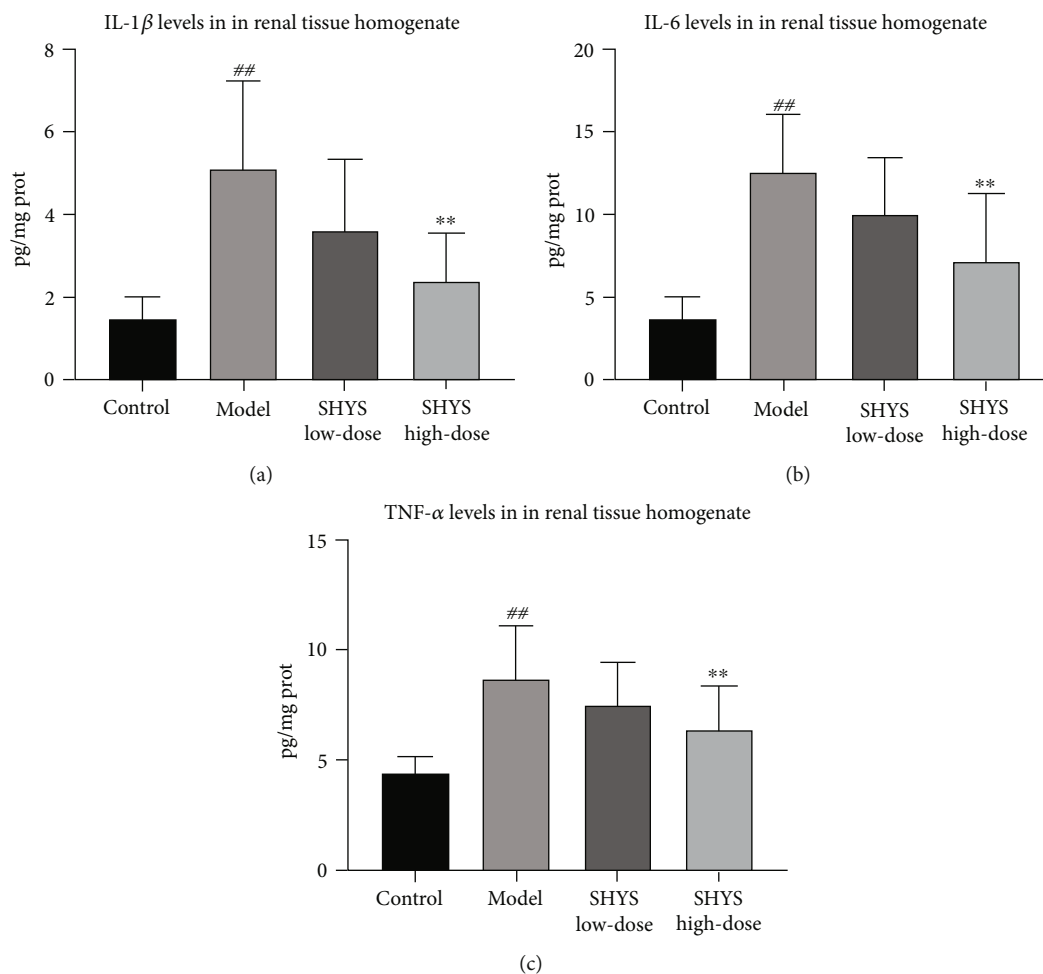 IL-1β levels in in renal tissue homogenate
8
6
4
2
0
pg/mg prot
##
**
Control
Model
SHYS
low-dose
SHYS
high-dose
(a)
IL-6 levels in in renal tissue homogenate
20
15
10
5
0
pg/mg prot
##
**
Control
Model
SHYS
low-dose
SHYS
high-dose
(b)
TNF-α levels in in renal tissue homogenate
15
10
5
0
pg/mg prot
##
**
Control
Model
SHYS
low-dose
SHYS
high-dose
(c)